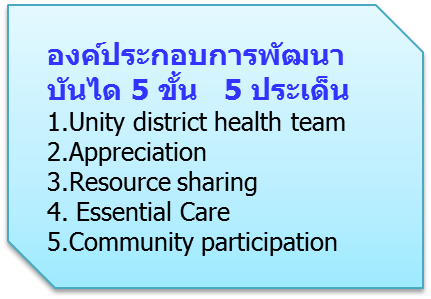 องค์ประกอบการพัฒนา
บันได 5 ขั้น 5 ประเด็น
1.Unity district health team
2.Appreciation
3.Resource sharing
4. Essential Care
5.Community participation